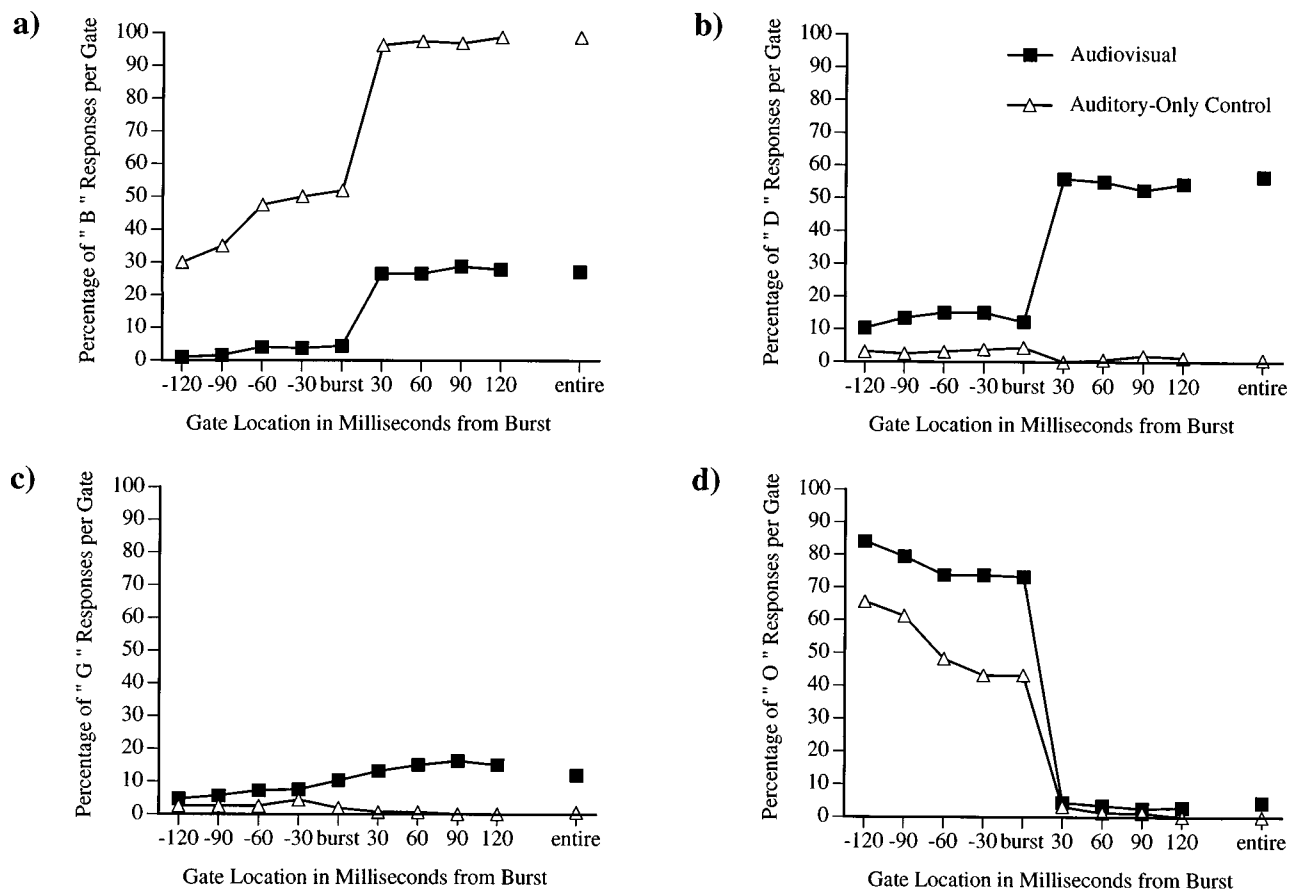 a)
Percentage of " B " Responses per Gate
100
90
80
70
60
50
40
30
20
10
0
-120 -90 -60 -30 burst 30 60 90 120 entire
Gate Location in Milliseconds from Burst
b)
Percentage of " D " Responses per Gate
100
90
80
70
60
50
40
30
20
10
0
Audiovisual
Auditory-Only Control
-120 -90 -60 -30 burst 30 60 90 120 entire
Gate Location in Milliseconds from Burst
c)
Percentage of " G " Responses per Gate
100
90
80
70
60
50
40
30
20
10
0
-120 -90 -60 -30 burst 30 60 90 120 entire
Gate Location in Milliseconds from Burst
d)
Percentage of " O " Responses per Gate
100
90
80
70
60
50
40
30
20
10
0
-120 -90 -60 -30 burst 30 60 90 120 entire
Gate Location in Milliseconds from Burst